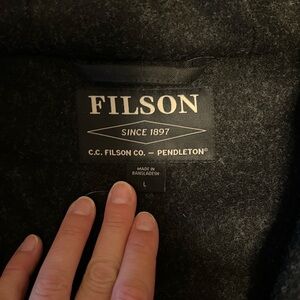 FILSON
SINCE 1897
C.C. FILSON CO. — PENDLETON®
MADE IN
BANGLADESH
L